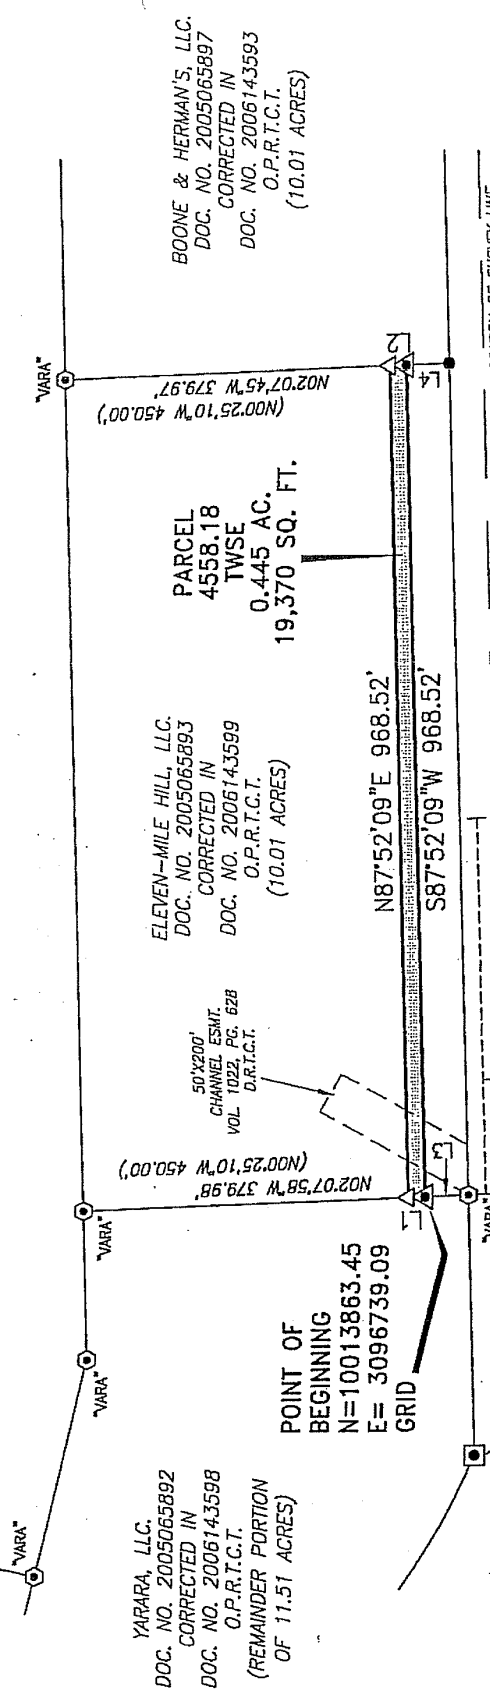 "VARA"
YARARA, LLC.
DOC. NO. 2005065892
CORRECTED IN
DOC. NO. 2006143598
O.P.R.T.C.T.
(REMAINDER PORTION
OF 11.51 ACRES)
"VARA"
"VARA"
POINT OF
BEGINNING
N=10013863.45
E= 3096739.09
GRID
N02°07'58"W 379.98'
(N00°25'10"W 450.00')
L1
L3
"VARA"
50'X200'
CHANNEL ESMT.
VOL 1022, PG. 628
D.R.T.C.T.
ELEVEN-MILE HILL, LLC.
DOC. NO. 2005065893
CORRECTED IN
DOC. NO. 2006143599
O.P.R.T.C.T.
(10.01 ACRES)
N87°52'09"E 968.52'
S87°52'09"W 968.52'
PARCEL
4558.18
TWSE
0.445 AC.
19,370 SQ. FT.
"VARA"
(N00°25'10"W 450.00')
N02°07'45"W 379.97'
L2
L4
BOONE & HERMAN'S, LLC.
DOC. NO. 2005065897
CORRECTED IN
DOC. NO. 2006143593
O.P.R.T.C.T.
(10.01 ACRES)